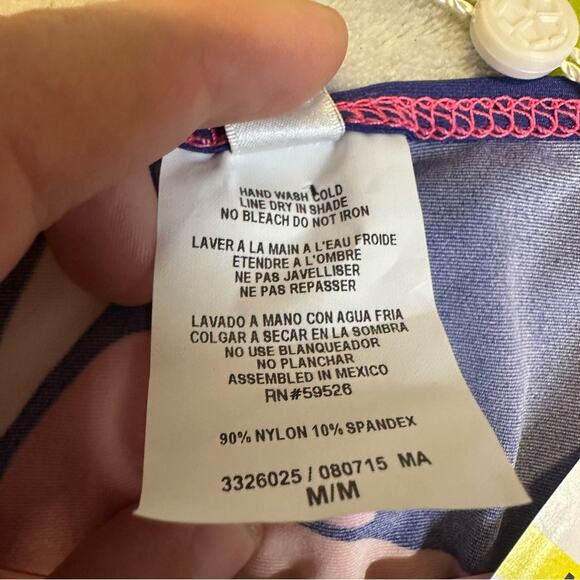 HAND WASH COLD
LINE DRY IN SHADE
NO BLEACH DO NOT IRON
LAVER A LA MAIN A L'EAU FROIDE
ETENDRE A L'OMBRE
NE PAS JAVELLISER
NE PAS REPASSER
LAVADO A MANO CON AGUA FRIA
COLGAR A SECAR EN LA SOMBRA
NO USE BLANQUEADOR
NO PLANCHAR
ASSEMBLED IN MEXICO
RN#59526
90% NYLON 10% SPANDEX
3326025 / 080715 MA
M/M